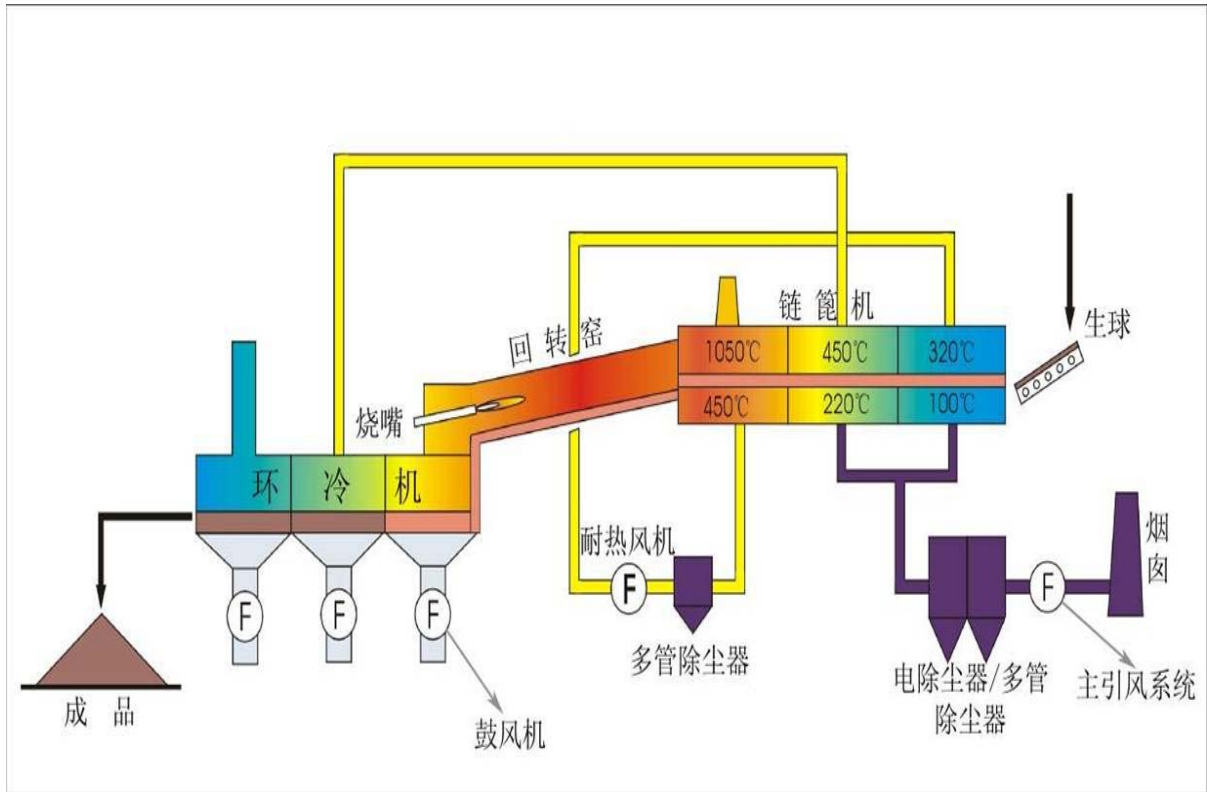 链篦机
生球
回转窑
1050℃
450℃
320℃
450℃
220℃
100℃
烧嘴
环冷机
耐热风机
烟囱
F
F
F
F
F
多管除尘器
电除尘器/多管
除尘器
主引风系统
成品
鼓风机